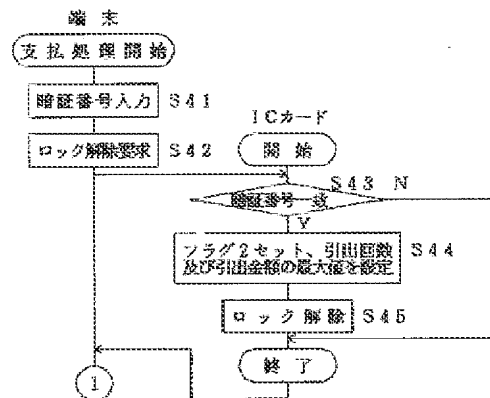 端末
支払処理開始
暗証番号入力 S41
ロック解除要求 S42
ICカード
開始
S43 N
暗証番号一致
Y
フラグ2セット、引出回数
及び引出金額の最大値を設定 S44
ロック解除 S45
終了
1